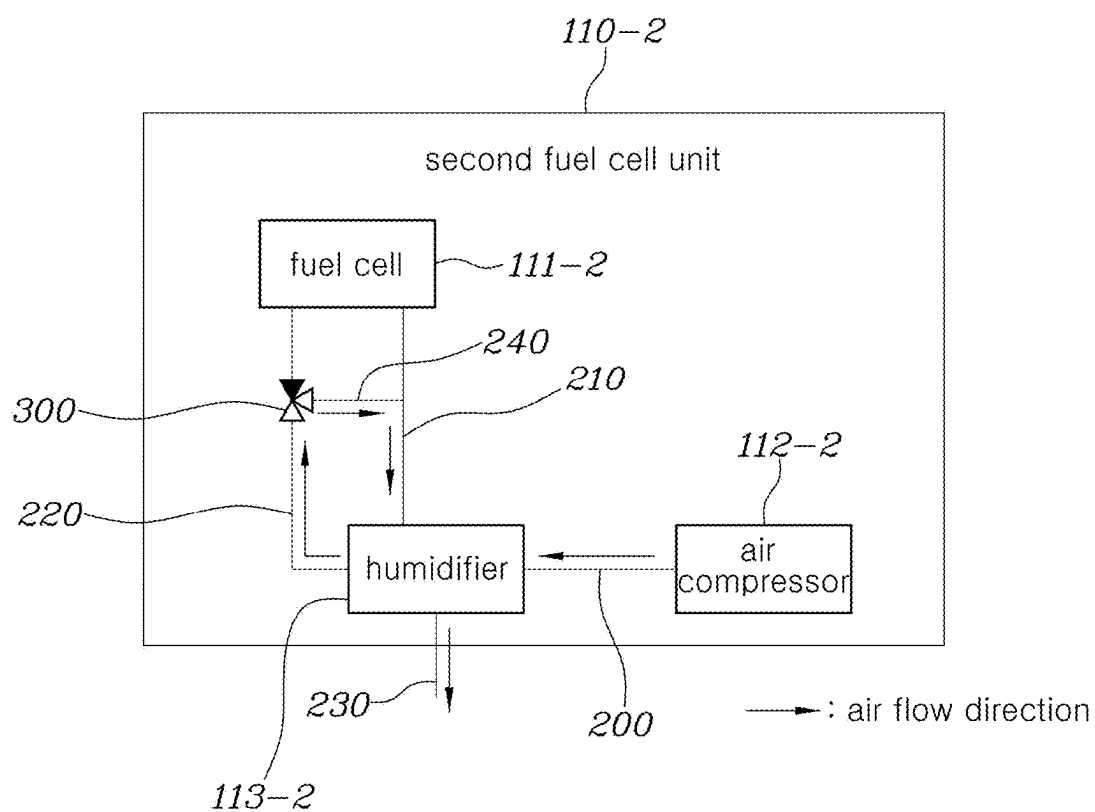 110-2
second fuel cell unit
fuel cell
111-2
240
210
300
112-2
220
humidifier
air
compressor
230
200
: air flow direction
113-2